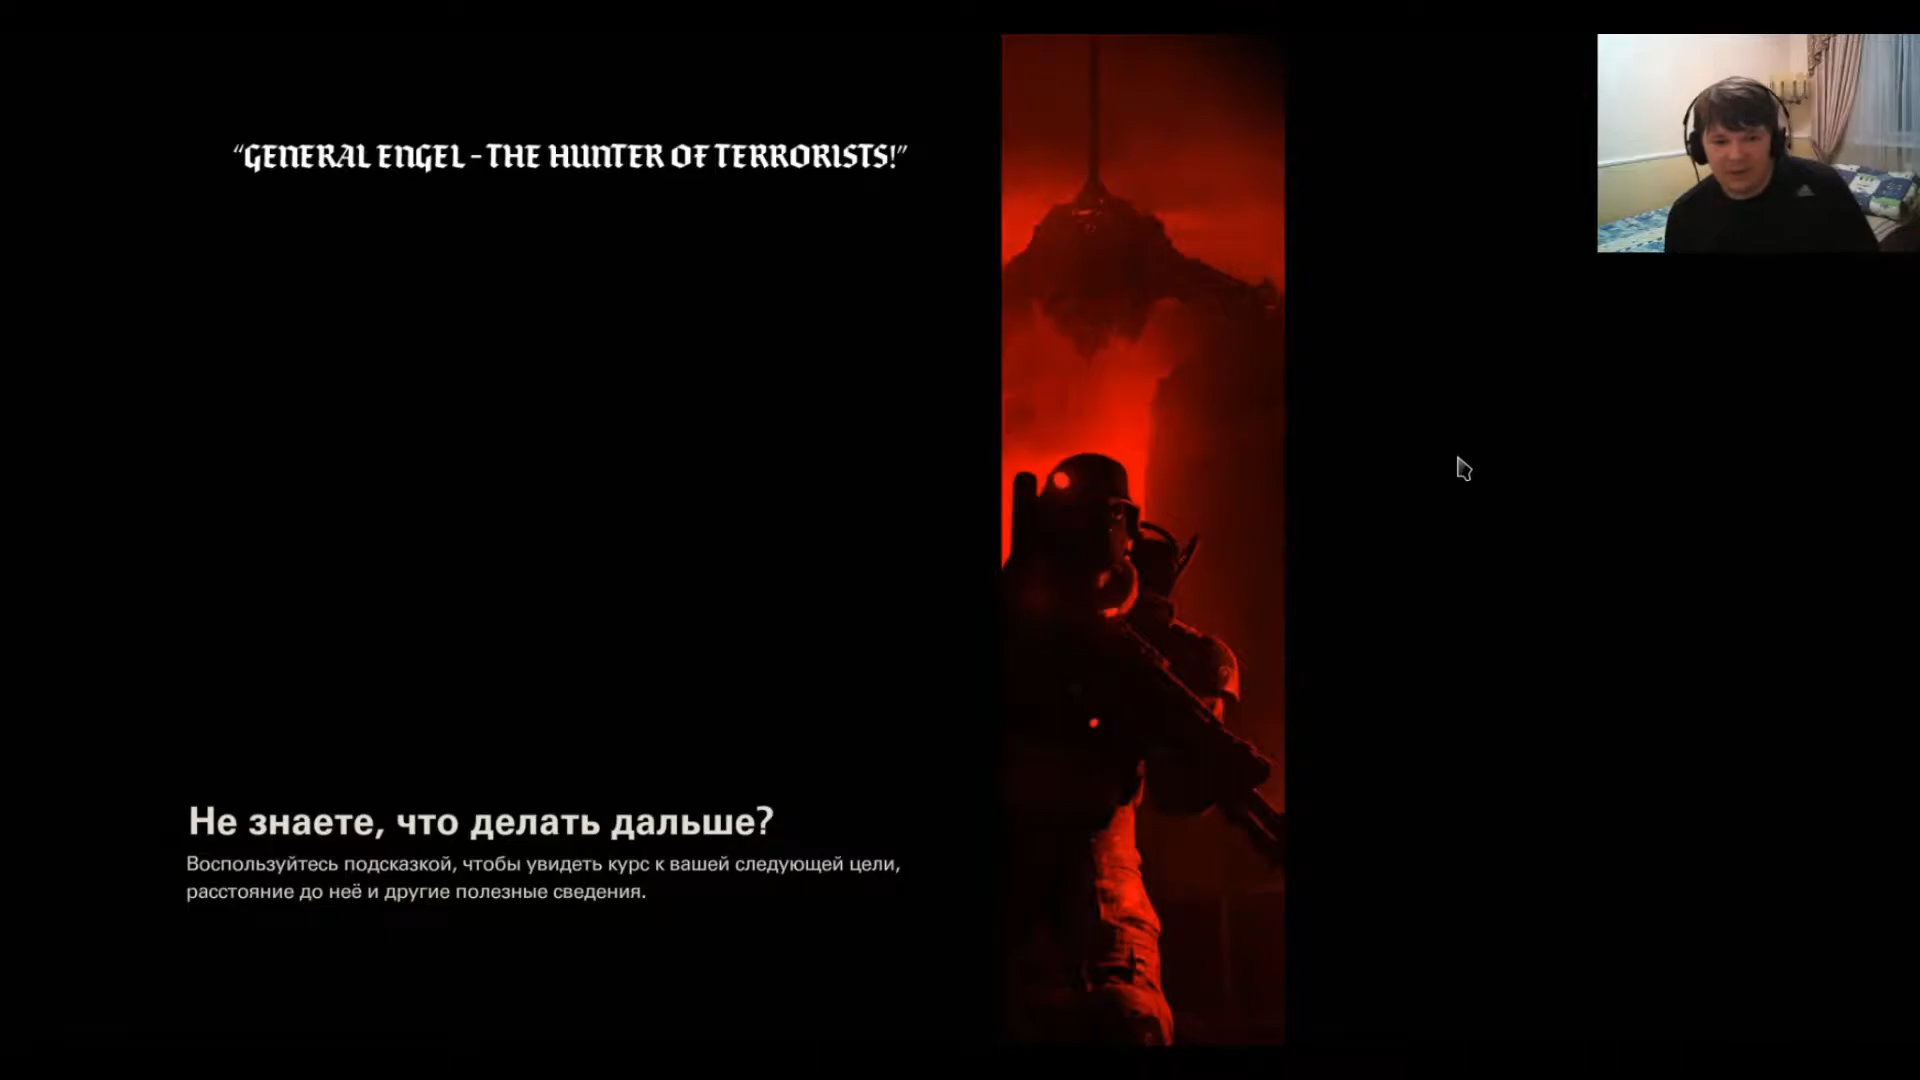 “GENERAL ENGEL - THE HUNTER OF TERRORISTS!”
Не знаете, что делать дальше?
Воспользуйтесь подсказкой, чтобы увидеть курс к вашей следующей цели,
расстояние до неё и другие полезные сведения.